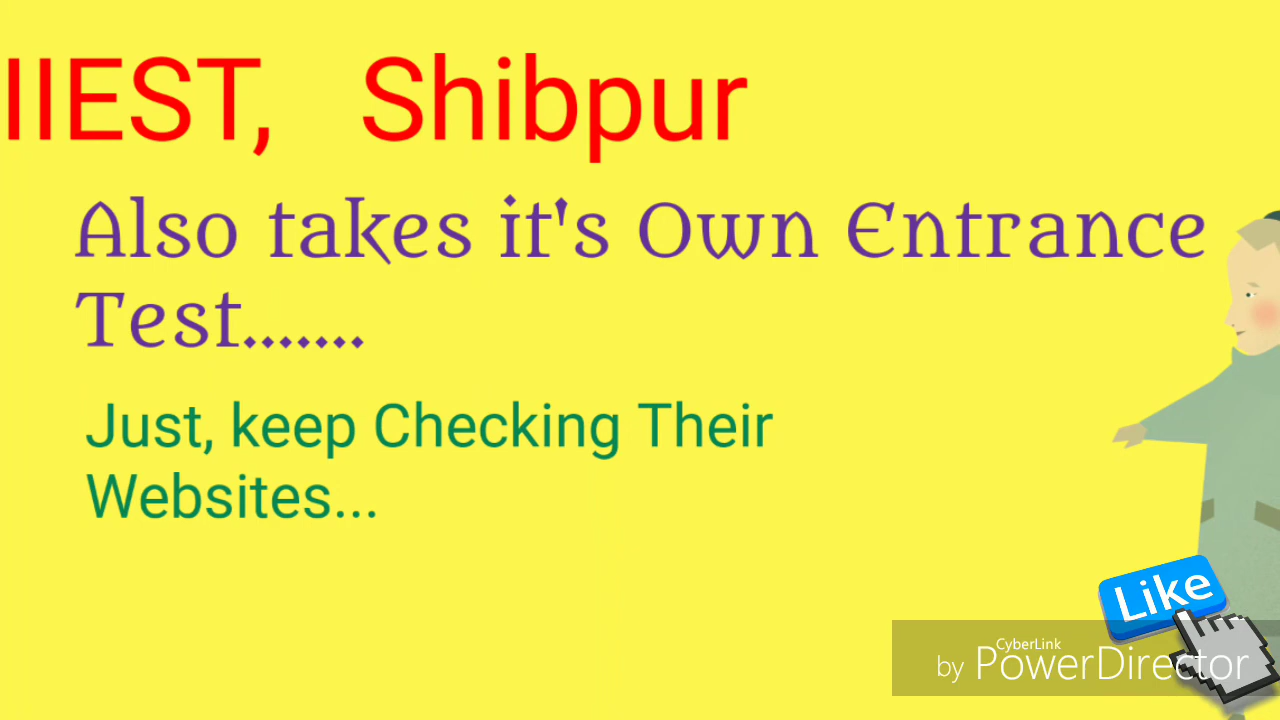 IIEST, Shibpur
Also takes it's Own Entrance
Test.......
Just, keep Checking Their
Websites...
Like
CyberLink
by PowerDirector